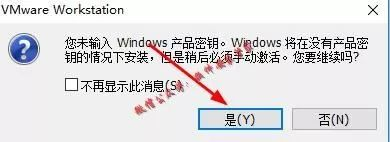 VMware Workstation
您未输入 Windows 产品密钥。Windows 将在没有产品密
钥的情况下安装，但是稍后必须手动激活。您要继续吗?
不再显示此消息(S)
是(Y)
否(N)